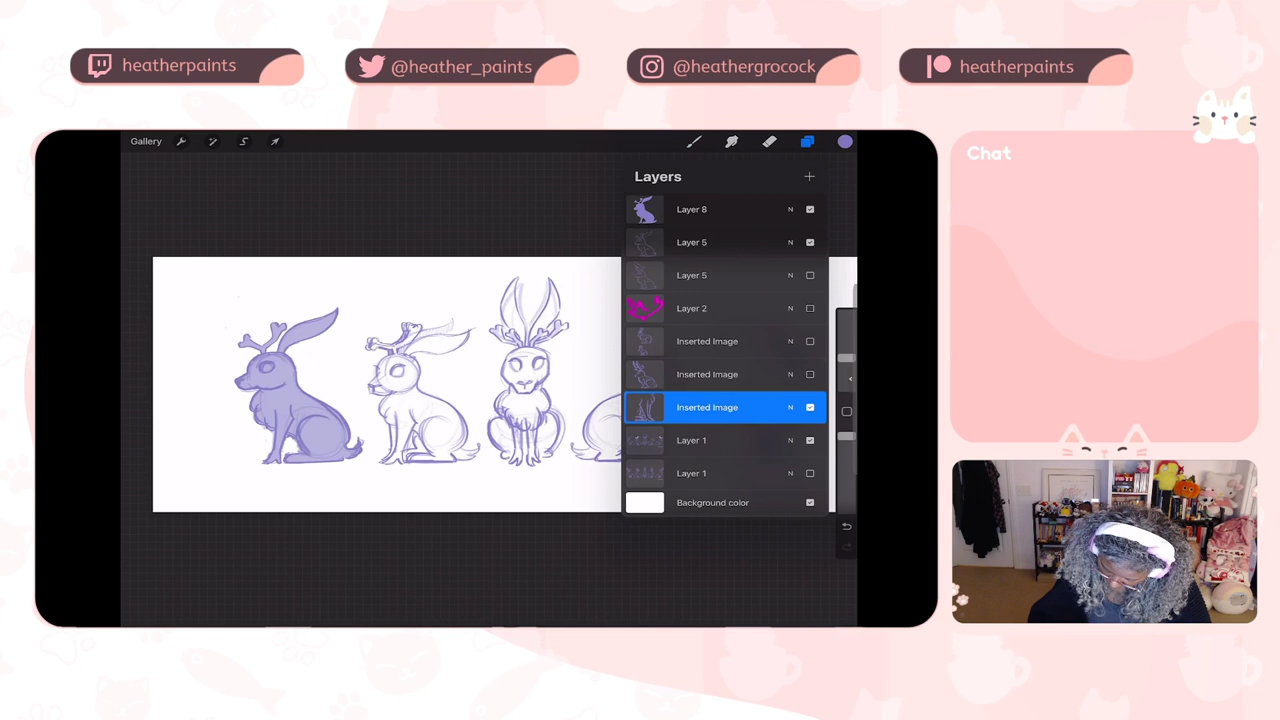 heatherpaints
@heather_paints
@heathergrocock
heatherpaints
Gallery
Chat
Layers
Layer 8 N
Layer 5 N
Layer 5 N
Layer 2 N
Inserted Image N
Inserted Image N
Inserted Image N
Layer 1 N
Layer 1 N
Background color